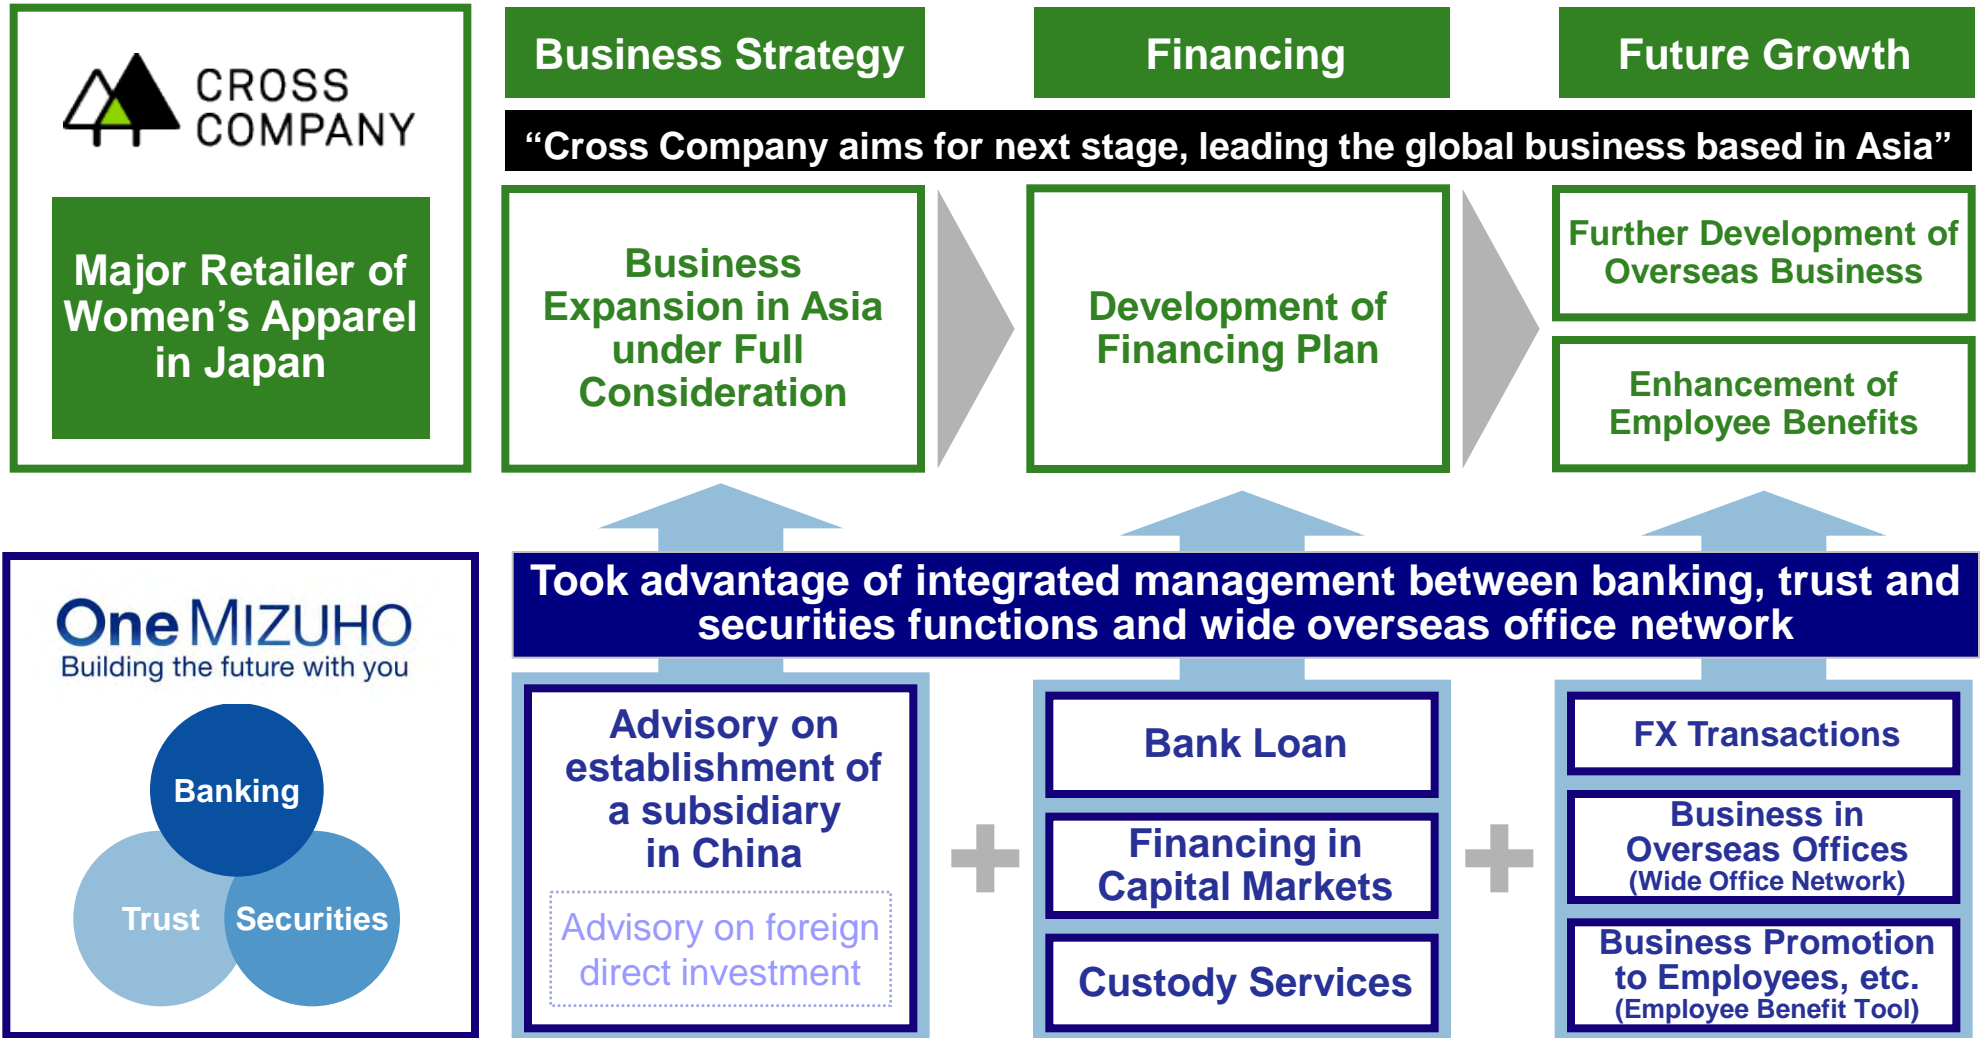 CROSS
COMPANY
Major Retailer of
Women’s Apparel
in Japan
Business Strategy
Financing
Future Growth
“Cross Company aims for next stage, leading the global business based in Asia”
Business
Expansion in Asia
under Full
Consideration
Development of
Financing Plan
Further Development of
Overseas Business
Enhancement of
Employee Benefits
One MIZUHO
Building the future with you
Banking
Trust
Securities
Took advantage of integrated management between banking, trust and
securities functions and wide overseas office network
Advisory on
establishment of
a subsidiary
in China
Advisory on foreign
direct investment
+
Bank Loan
Financing in
Capital Markets
Custody Services
+
FX Transactions
Business in
Overseas Offices
(Wide Office Network)
Business Promotion
to Employees, etc.
(Employee Benefit Tool)